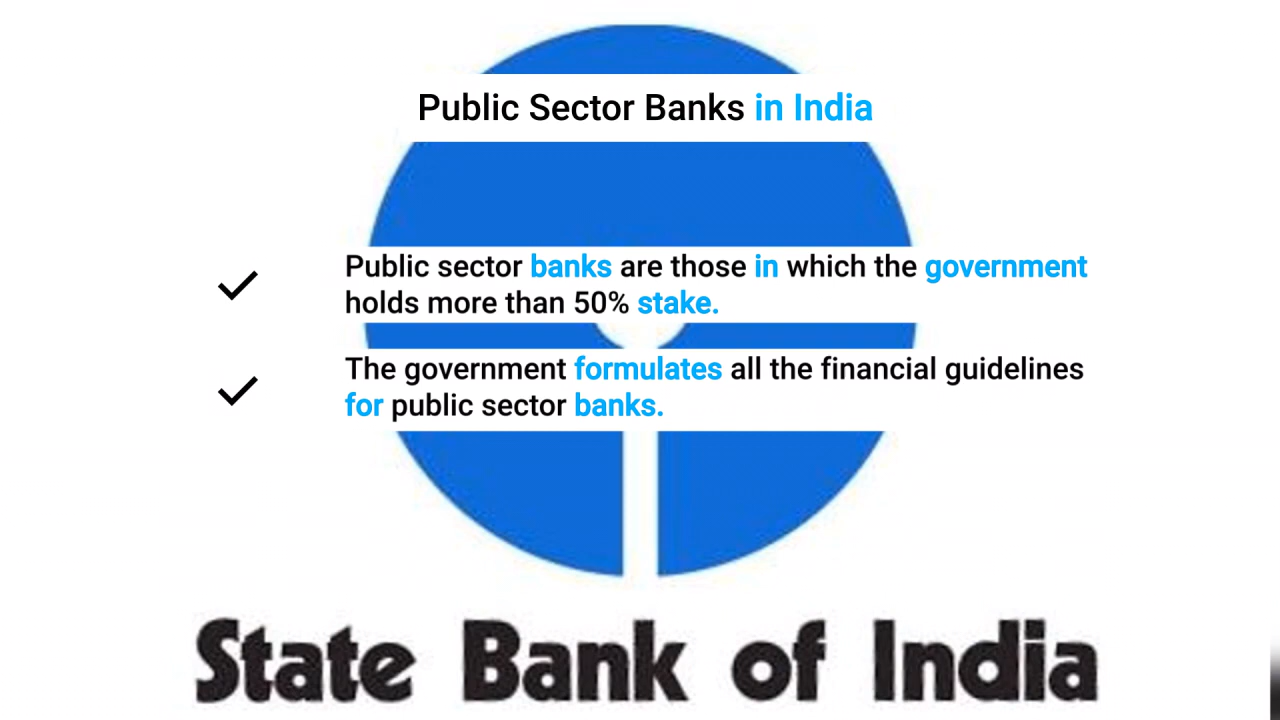 Public Sector Banks in India
Public sector banks are those in which the government
holds more than 50% stake.
The government formulates all the financial guidelines
for public sector banks.
State Bank of India